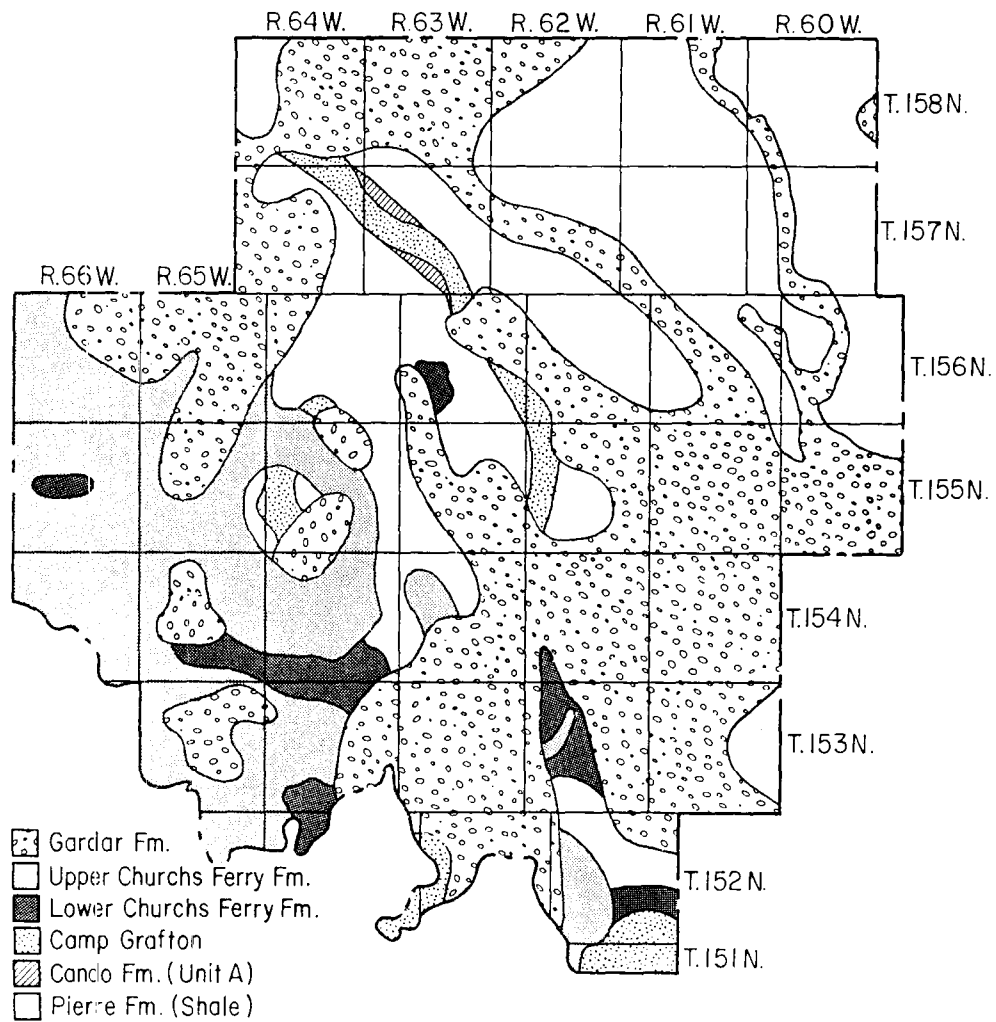 R.64W. R.63W. R.62W. R.61W. R.60W.
T.158N.
T.157N.
R.66W. R.65W.
T.156N.
T.155N.
T.154N.
T.153N.
T.152N.
T.151N.
Gardar Fm.
Upper Churchs Ferry Fm.
Lower Churchs Ferry Fm.
Camp Grafton
Cando Fm. (Unit A)
Pierre Fm. (Shale)